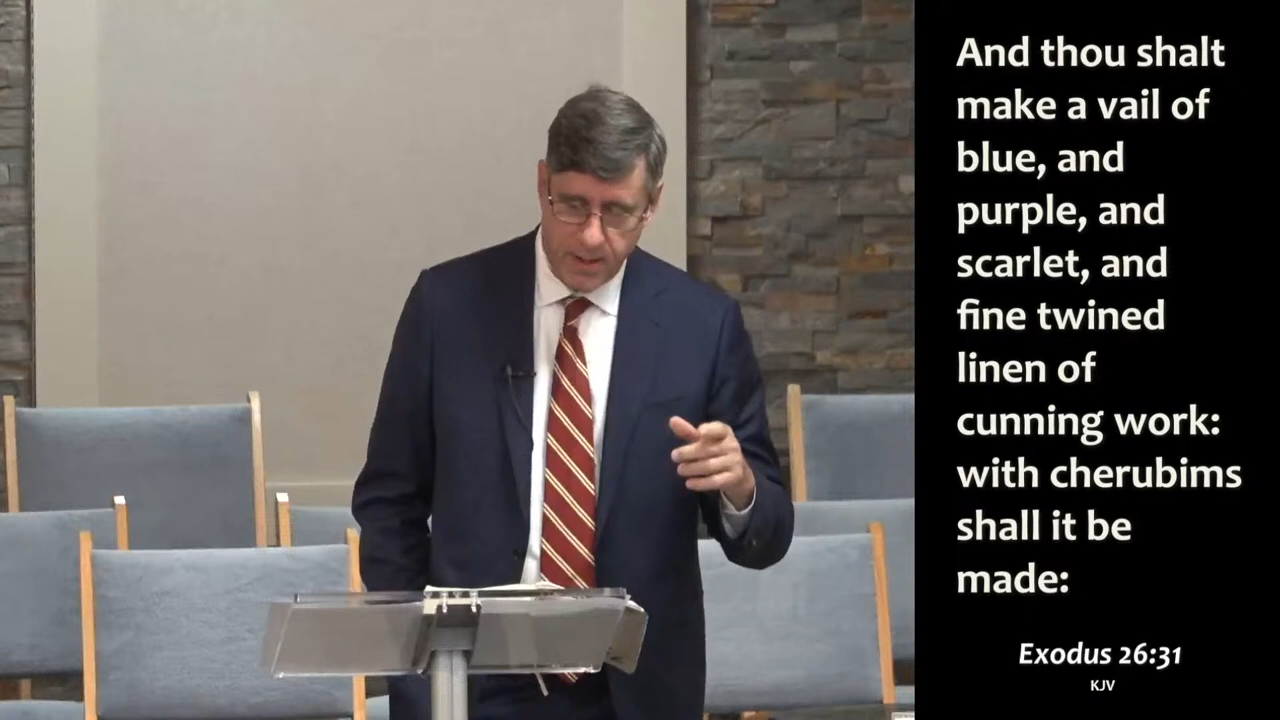 And thou shalt
make a vail of
blue, and
purple, and
scarlet, and
fine twined
linen of
cunning work:
with cherubims
shall it be
made:
Exodus 26:31
KJV